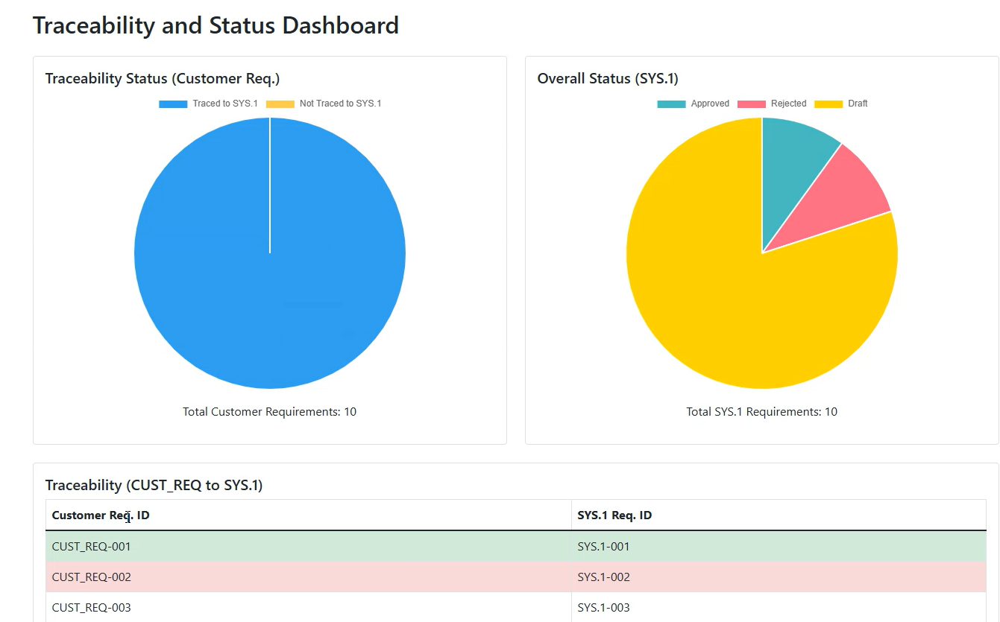 Traceability and Status Dashboard
Traceability Status (Customer Req.)
Traced to SYS.1 Not Traced to SYS.1
Total Customer Requirements: 10
Overall Status (SYS.1)
Approved Rejected Draft
Total SYS.1 Requirements: 10
Traceability (CUST_REQ to SYS.1)
Customer Req. ID SYS.1 Req. ID
CUST_REQ-001 SYS.1-001
CUST_REQ-002 SYS.1-002
CUST_REQ-003 SYS.1-003